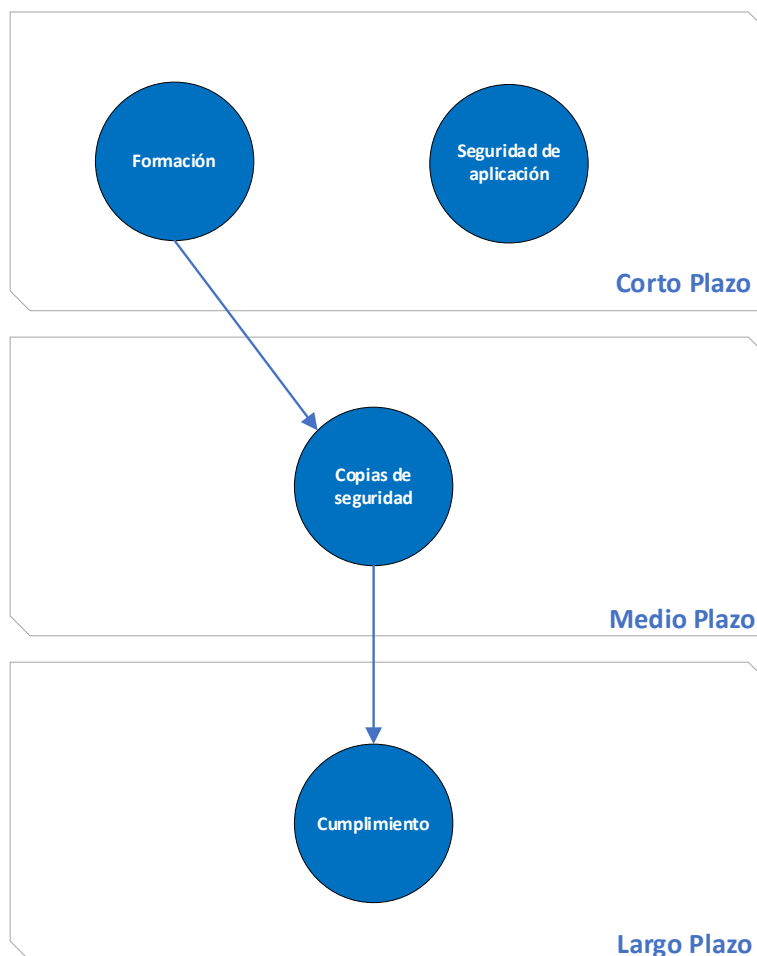 Formación
Seguridad de
aplicación
Corto Plazo
Copias de
seguridad
Medio Plazo
Cumplimiento
Largo Plazo